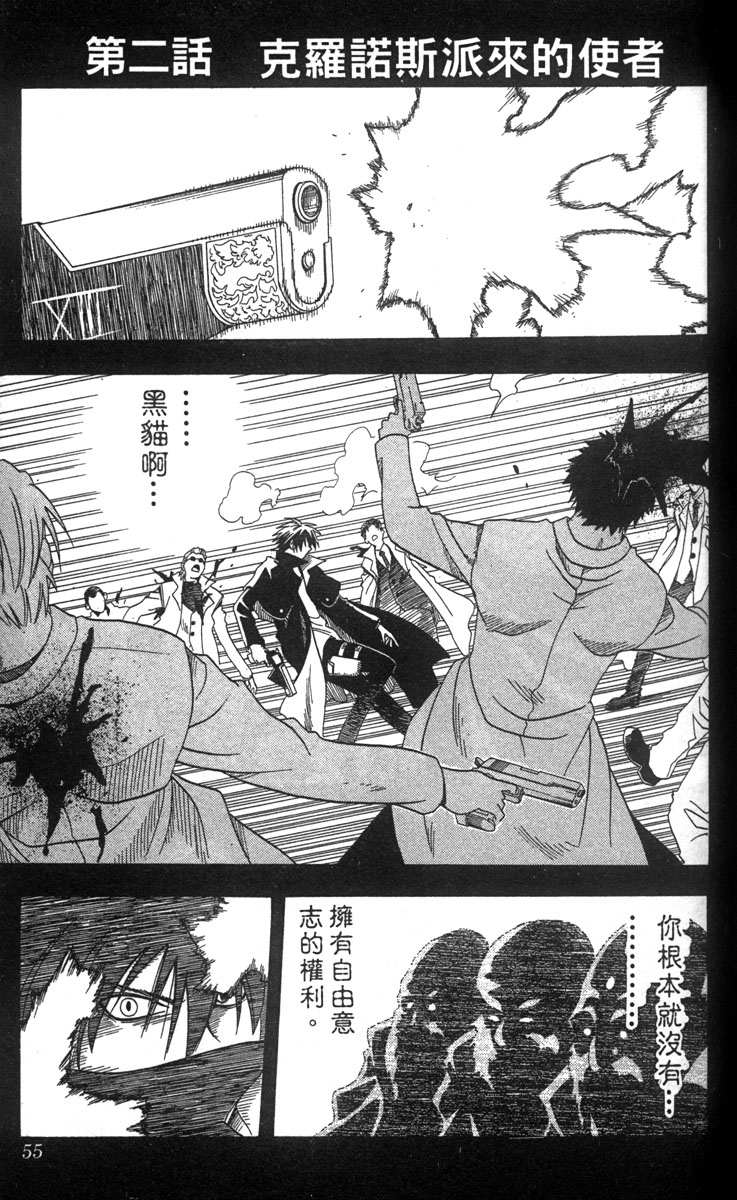 第二話　克羅諾斯派來的使者
XIII
………
黑貓啊…
你根本就沒有…
…………
擁有自由意
志的權利。
55